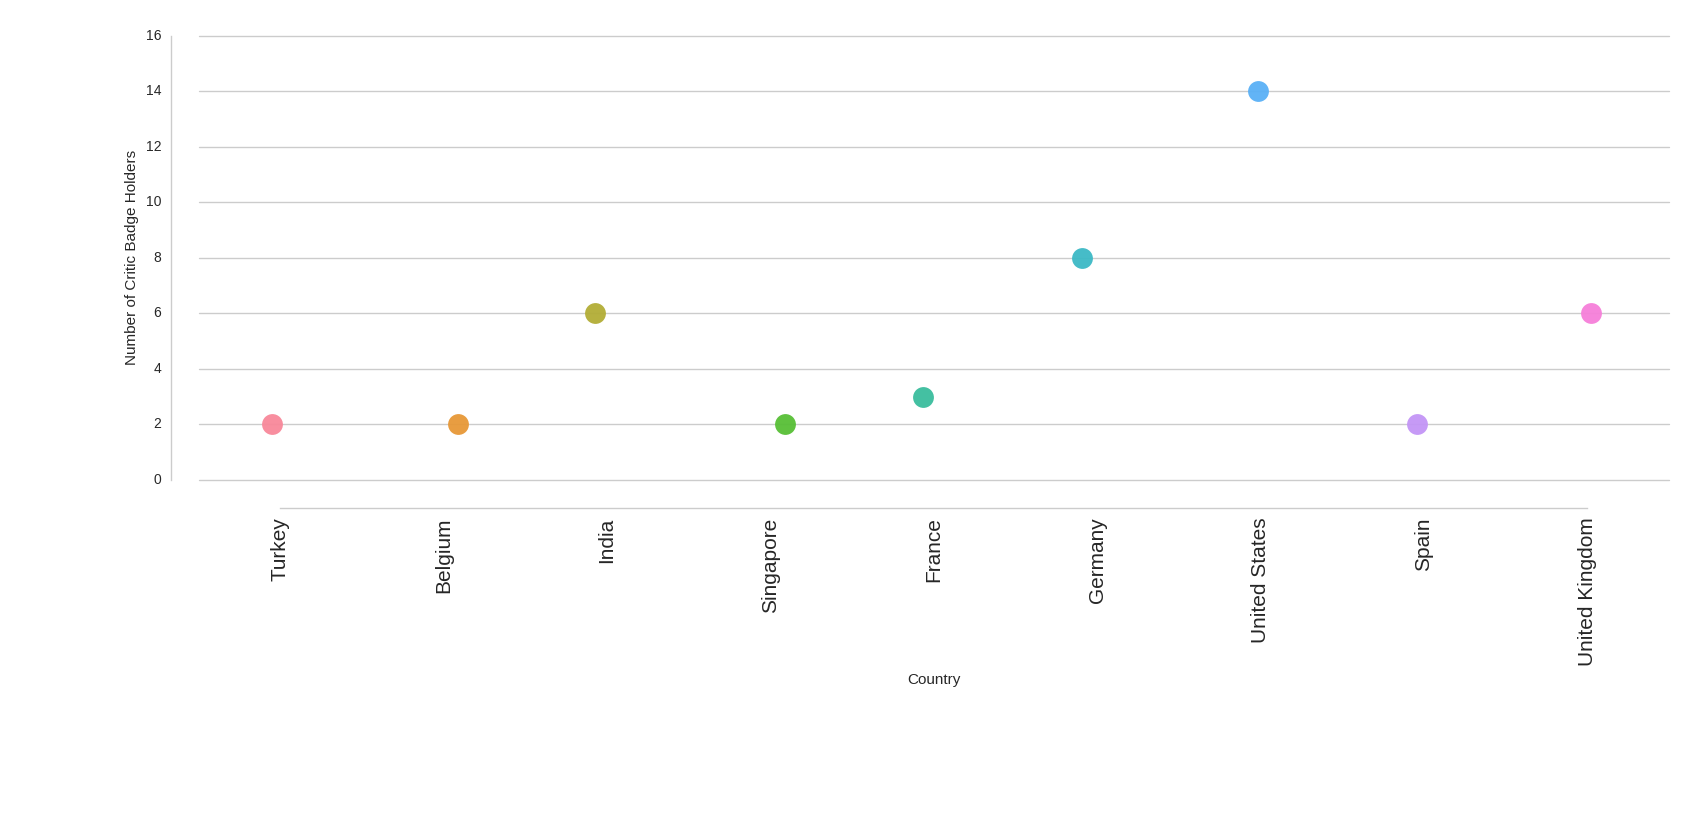 16
14
12
10
8
6
4
2
0
Number of Critic Badge Holders
Turkey
Belgium
India
Singapore
France
Germany
United States
Spain
United Kingdom
Country